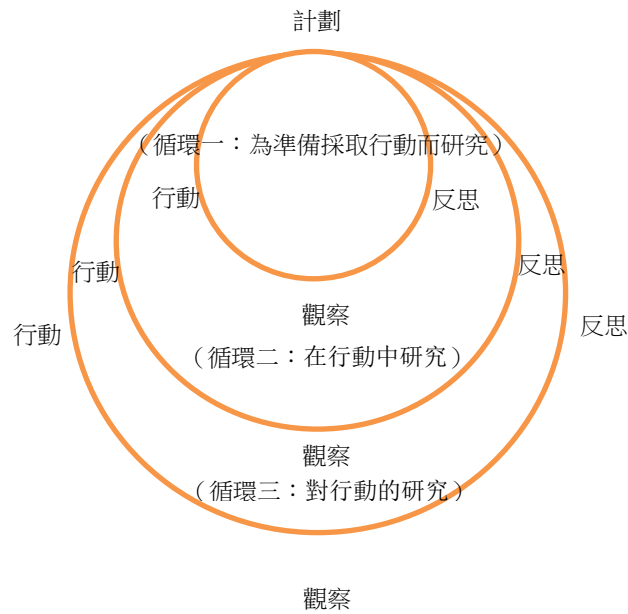 計劃
（循環一：為準備採取行動而研究）
行動
反思
行動
反思
觀察
行動
反思
（循環二：在行動中研究）
觀察
（循環三：對行動的研究）
觀察